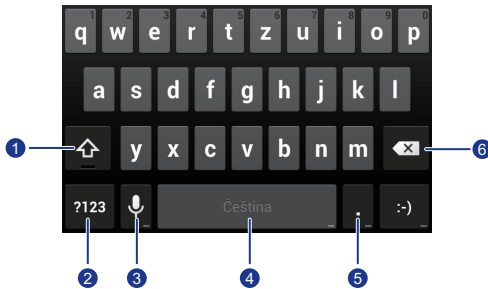 q 1 w 2 e 3 r 4 t 5 z 6 u 7 i 8 o 9 p 0
a s d f g h j k l
1 y x c v b n m 6
?123 Čeština . :-)
2 3 4 5